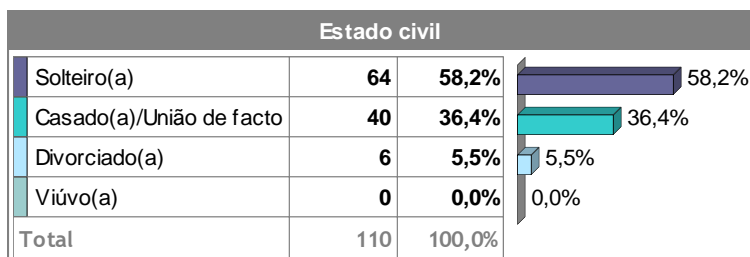 Estado civil
Solteiro(a) 64 58,2% 58,2%
Casado(a)/União de facto 40 36,4% 36,4%
Divorciado(a) 6 5,5% 5,5%
Viúvo(a) 0 0,0% 0,0%
Total 110 100,0%